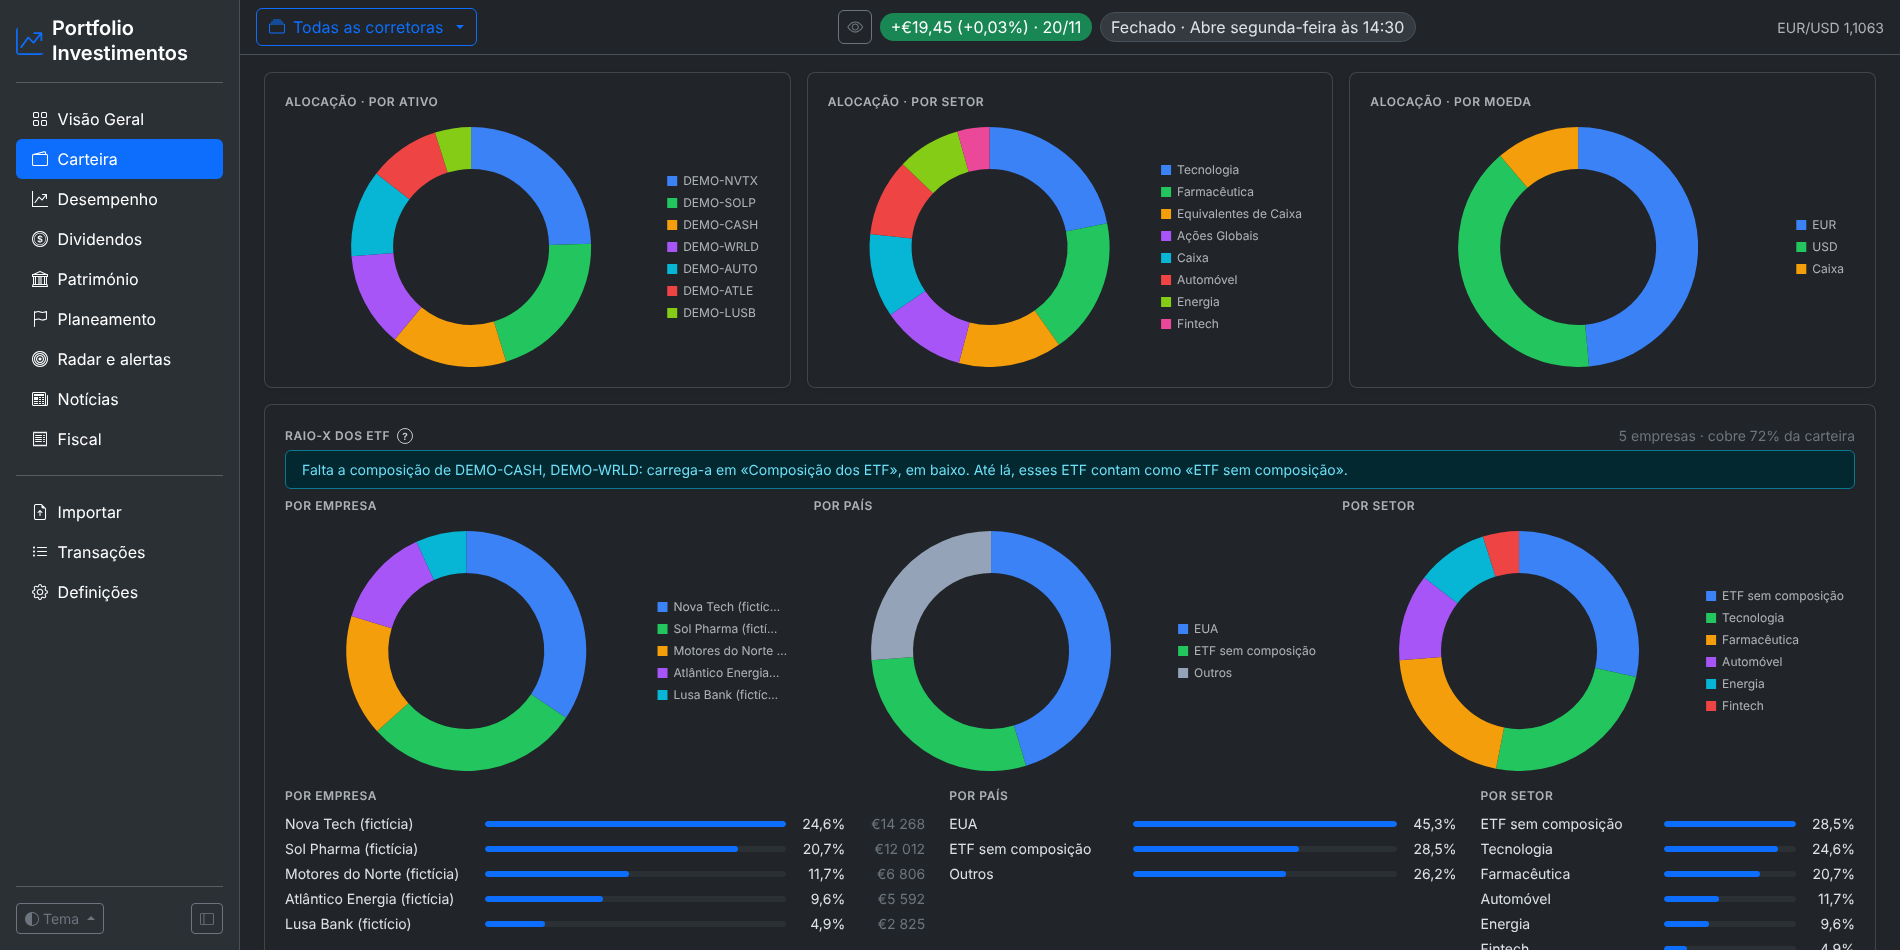 Portfolio
Investimentos
Visão Geral
Carteira
Desempenho
Dividendos
Património
Planeamento
Radar e alertas
Notícias
Fiscal
Importar
Transações
Definições
Tema
Todas as corretoras
+€19,45 (+0,03%) · 20/11
Fechado · Abre segunda-feira às 14:30
EUR/USD 1,1063
ALOCAÇÃO · POR ATIVO
DEMO-NVTX
DEMO-SOLP
DEMO-CASH
DEMO-WRLD
DEMO-AUTO
DEMO-ATLE
DEMO-LUSB
ALOCAÇÃO · POR SETOR
Tecnologia
Farmacêutica
Equivalentes de Caixa
Ações Globais
Caixa
Automóvel
Energia
Fintech
ALOCAÇÃO · POR MOEDA
EUR
USD
Caixa
RAIO-X DOS ETF ?
5 empresas · cobre 72% da carteira
Falta a composição de DEMO-CASH, DEMO-WRLD: carrega-a em «Composição dos ETF», em baixo. Até lá, esses ETF contam como «ETF sem composição».
POR EMPRESA
Nova Tech (fictíc...
Sol Pharma (fictí...
Motores do Norte ...
Atlântico Energia...
Lusa Bank (fictíc...
POR PAÍS
EUA
ETF sem composição
Outros
POR SETOR
ETF sem composição
Tecnologia
Farmacêutica
Automóvel
Energia
Fintech
POR EMPRESA
Nova Tech (fictícia) 24,6% €14 268
Sol Pharma (fictícia) 20,7% €12 012
Motores do Norte (fictícia) 11,7% €6 806
Atlântico Energia (fictícia) 9,6% €5 592
Lusa Bank (fictício) 4,9% €2 825
POR PAÍS
EUA 45,3%
ETF sem composição 28,5%
Outros 26,2%
POR SETOR
ETF sem composição 28,5%
Tecnologia 24,6%
Farmacêutica 20,7%
Automóvel 11,7%
Energia 9,6%
Fintech 4,9%